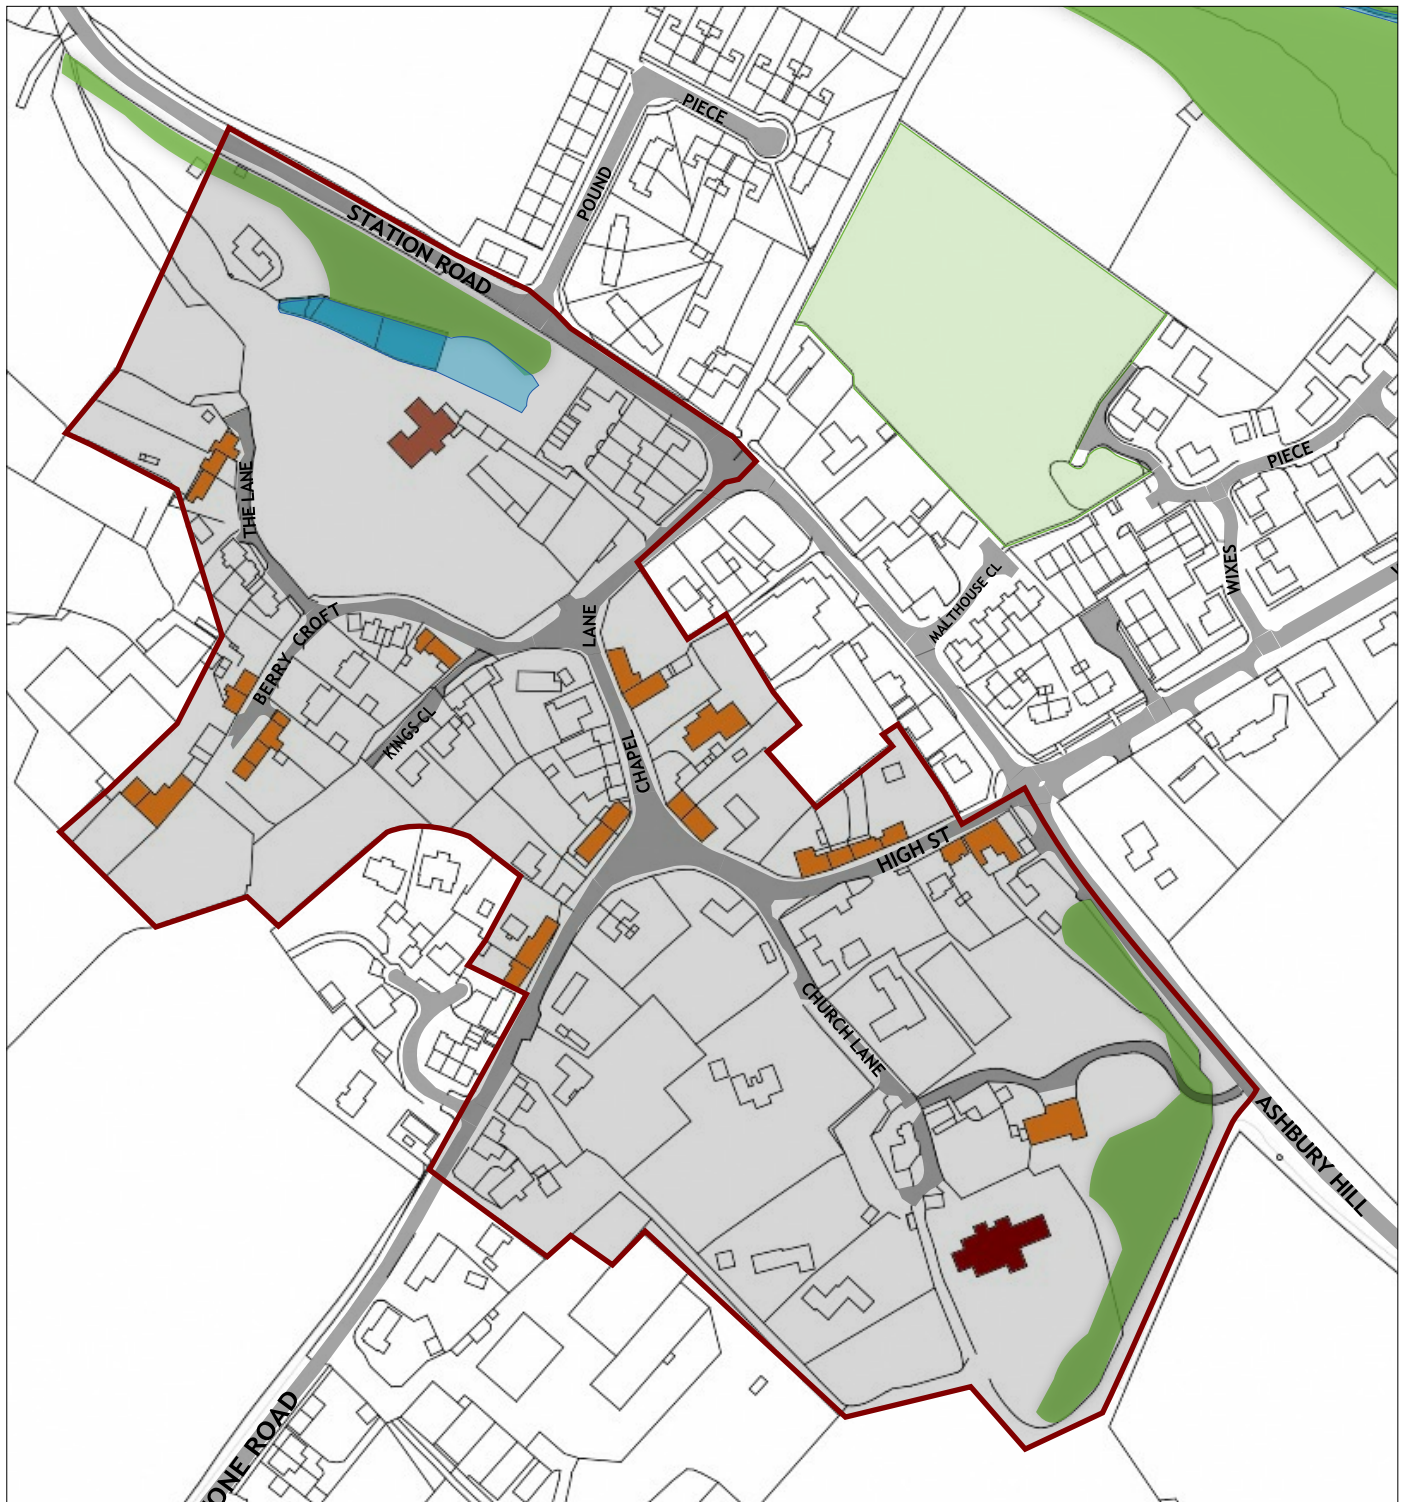 PIECE
POUND
STATION ROAD
PIECE
THE LANE
WIXES
MALTHOUSE CL
LANE
BERRY CROFT
KINGS CL
CHAPEL
HIGH ST
CHURCH LANE
ASHBURY HILL
ONE ROAD